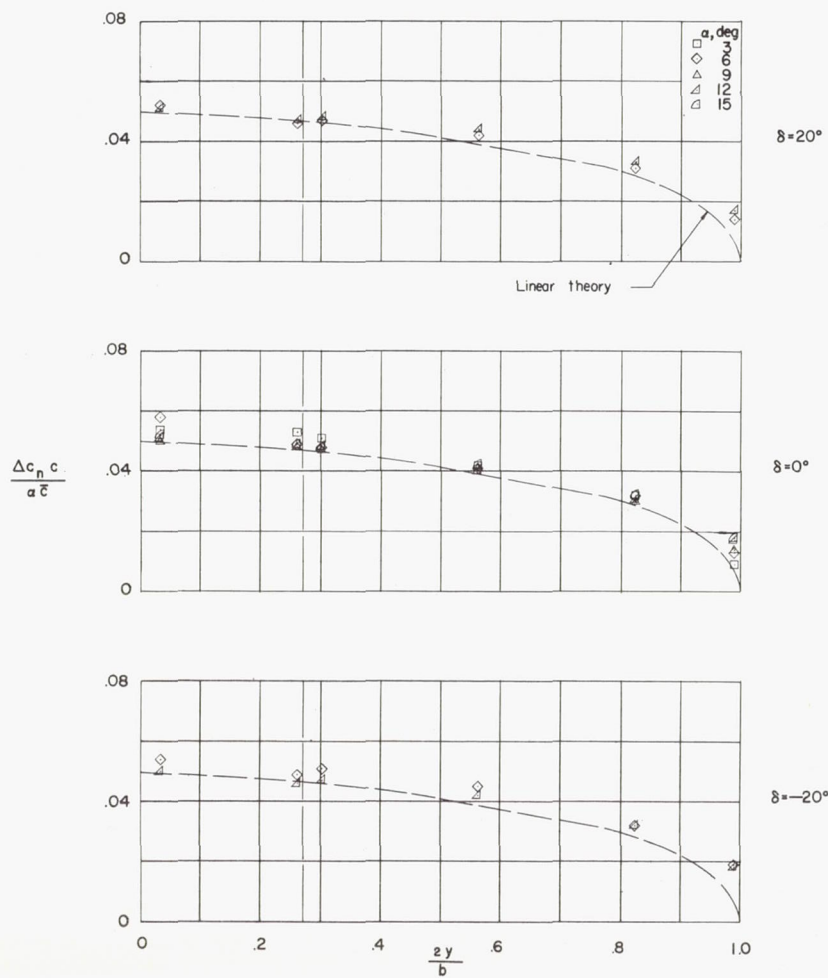 .08
.04
0
α, deg
□ 3
◇ 6
△ 9
⊿ 12
15
δ=20°
Linear theory
.08
.04
0
Δc_n c
α c̄
δ=0°
.08
.04
0
δ=−20°
0 .2 .4 .6 .8 1.0
2y
b